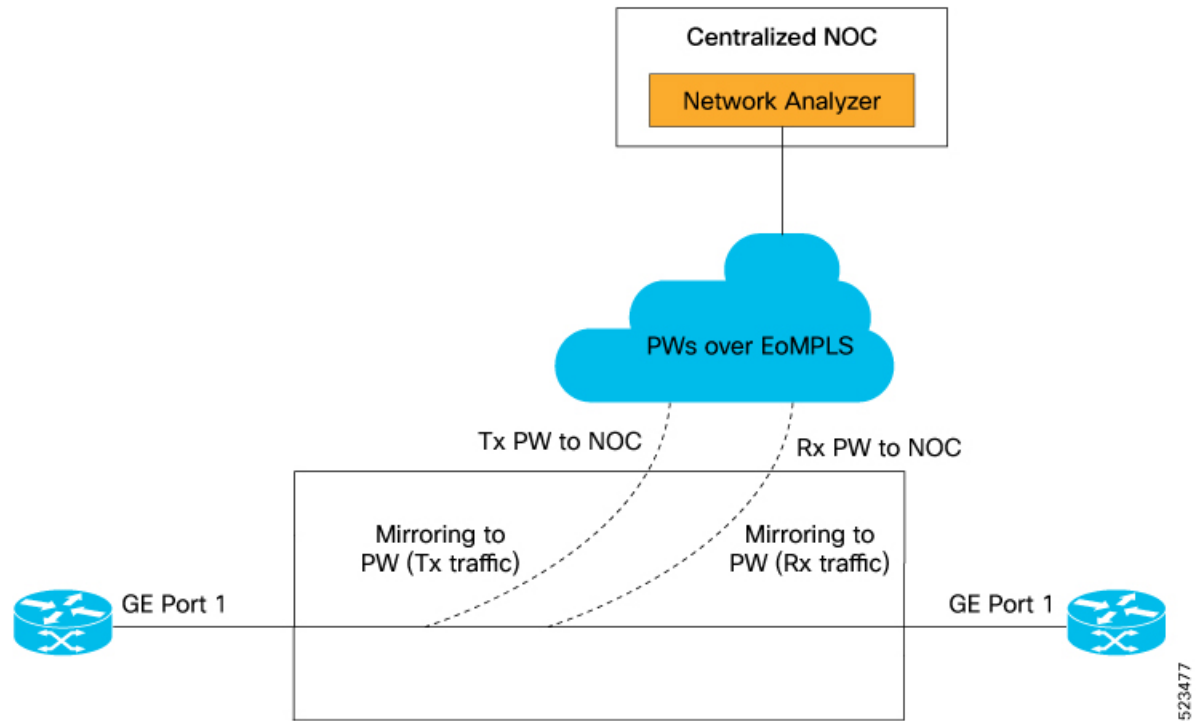 Centralized NOC
Network Analyzer
PWs over EoMPLS
Tx PW to NOC
Rx PW to NOC
Mirroring to
PW (Tx traffic)
Mirroring to
PW (Rx traffic)
GE Port 1
GE Port 1
523477